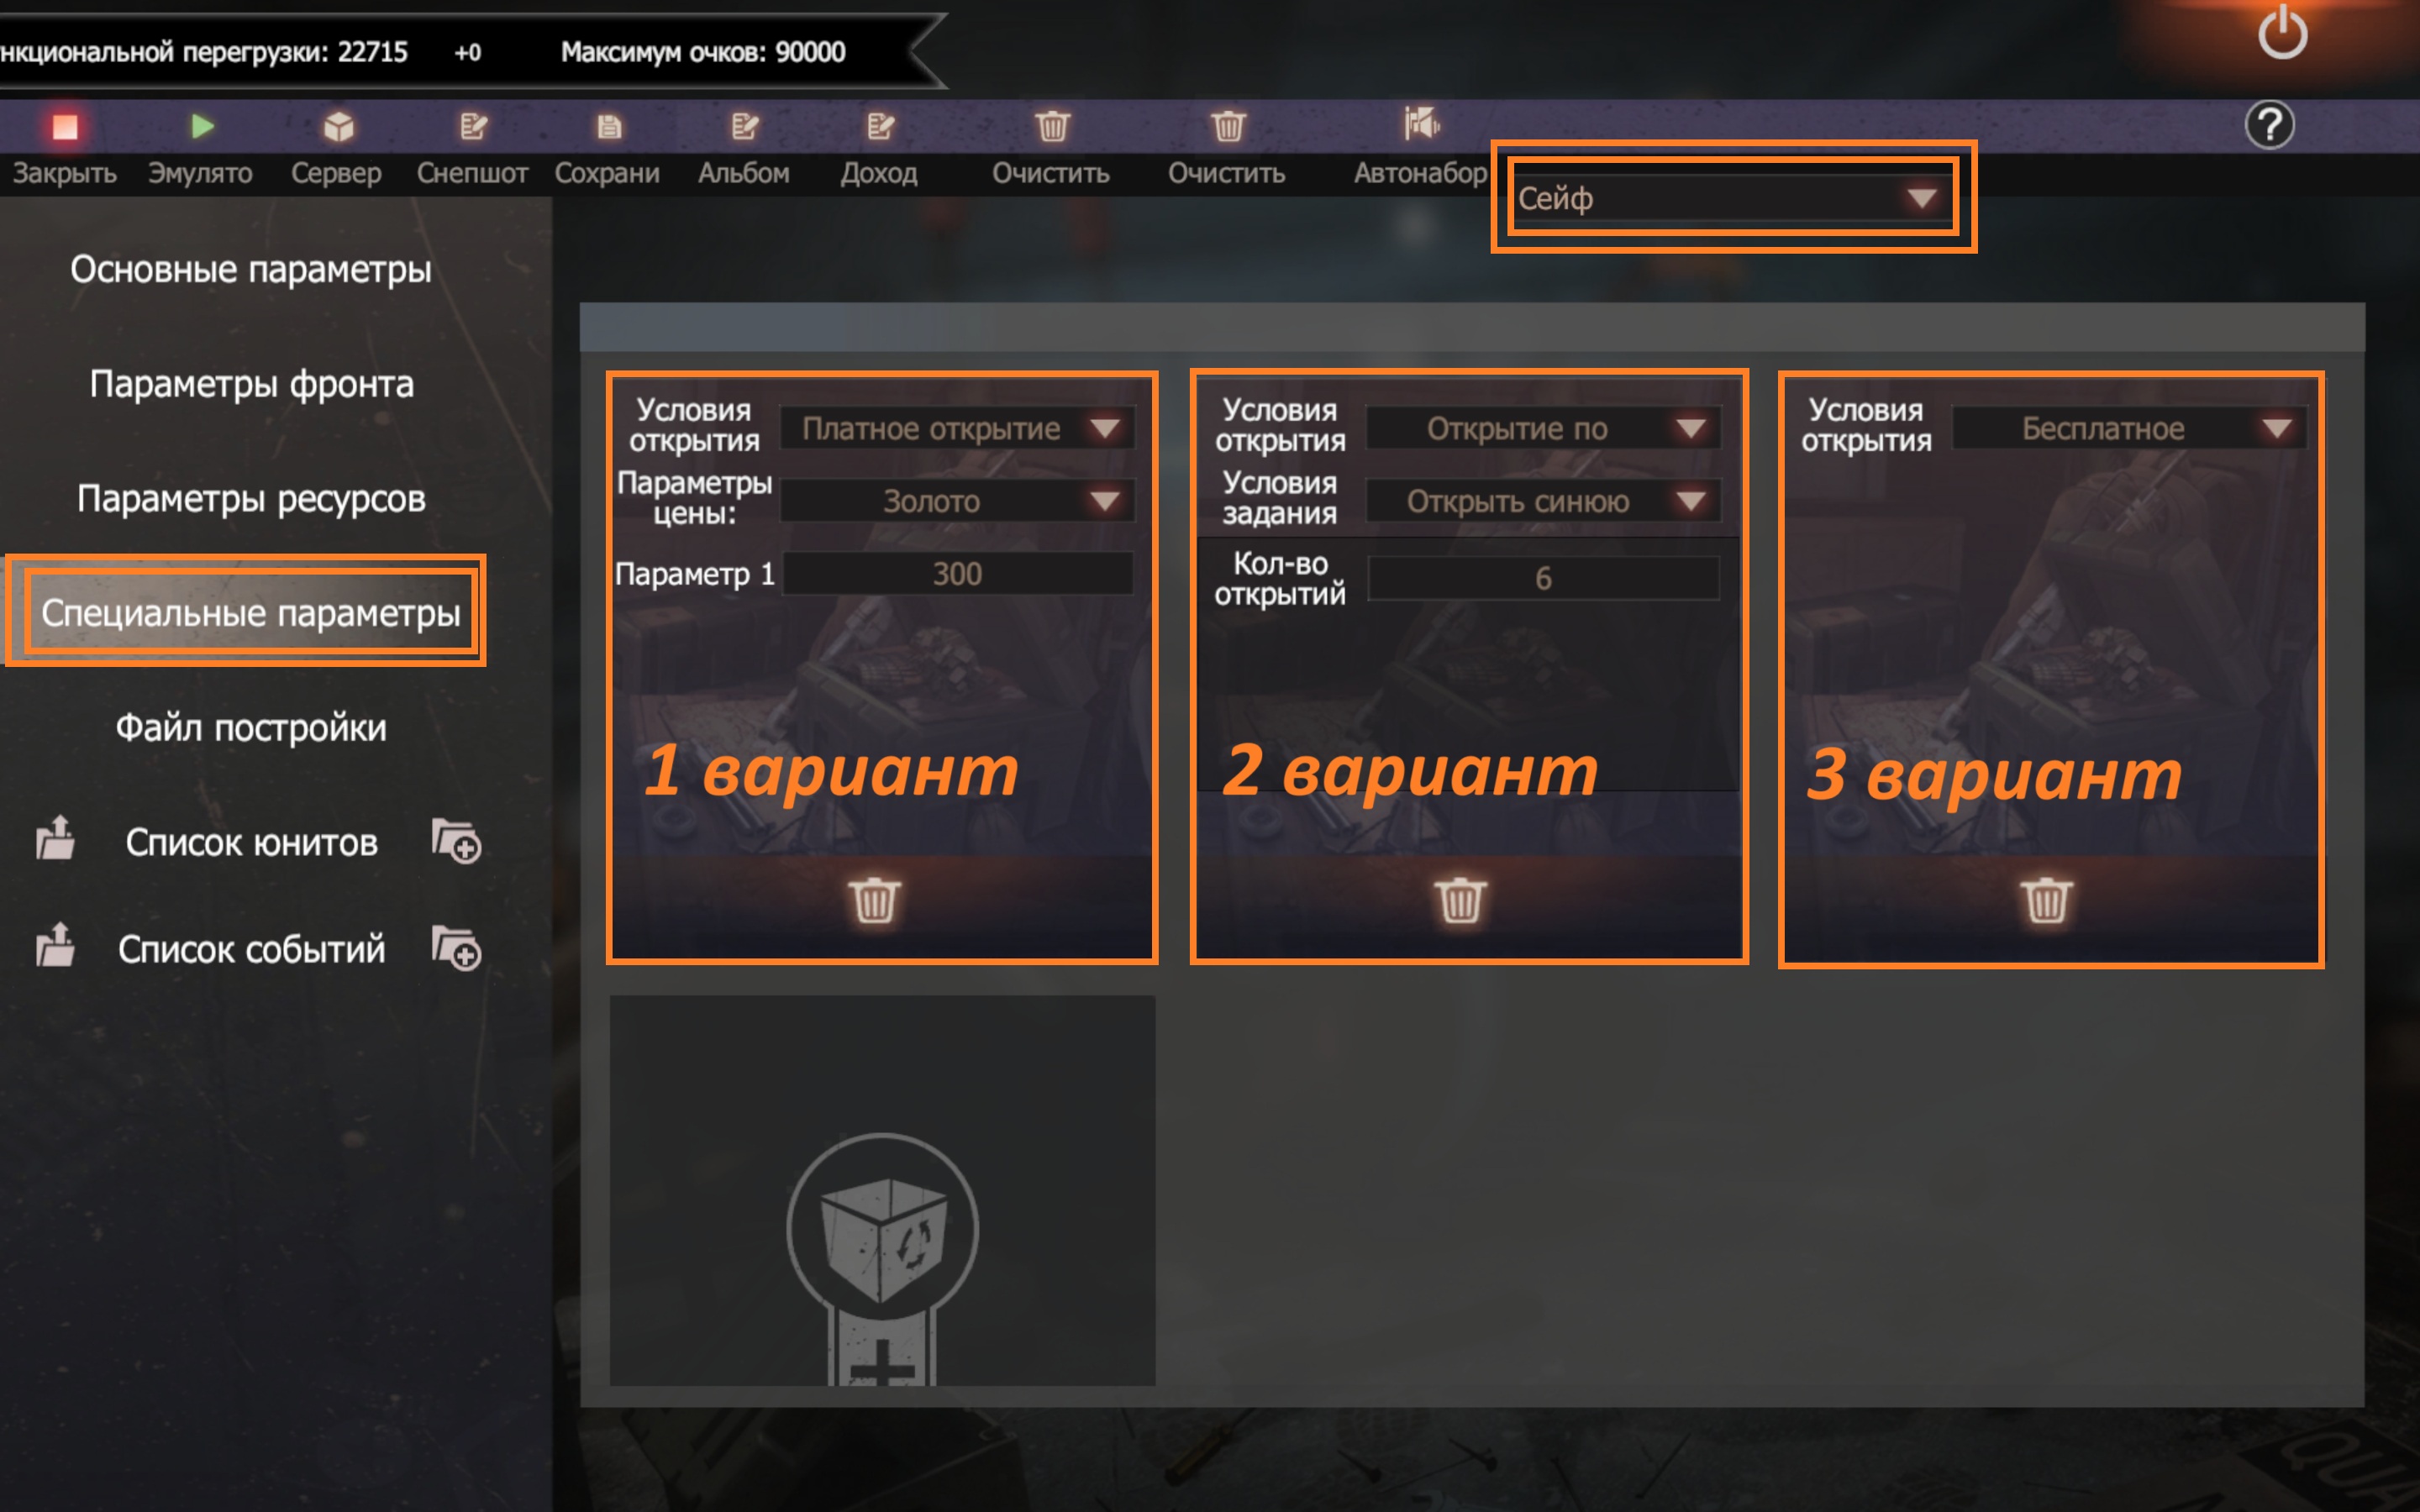 нкциональной перегрузки: 22715 +0 Максимум очков: 90000
Закрыть Эмулято Сервер Снепшот Сохрани Альбом Доход Очистить Очистить Автонабор
Сейф
?
Основные параметры
Параметры фронта
Параметры ресурсов
Специальные параметры
Файл постройки
Список юнитов
Список событий
Условия
открытия
Платное открытие
Параметры
цены:
Золото
Параметр 1
300
1 вариант
Условия
открытия
Открытие по
Условия
задания
Открыть синюю
Кол-во
открытий
6
2 вариант
Условия
открытия
Бесплатное
3 вариант
QUA